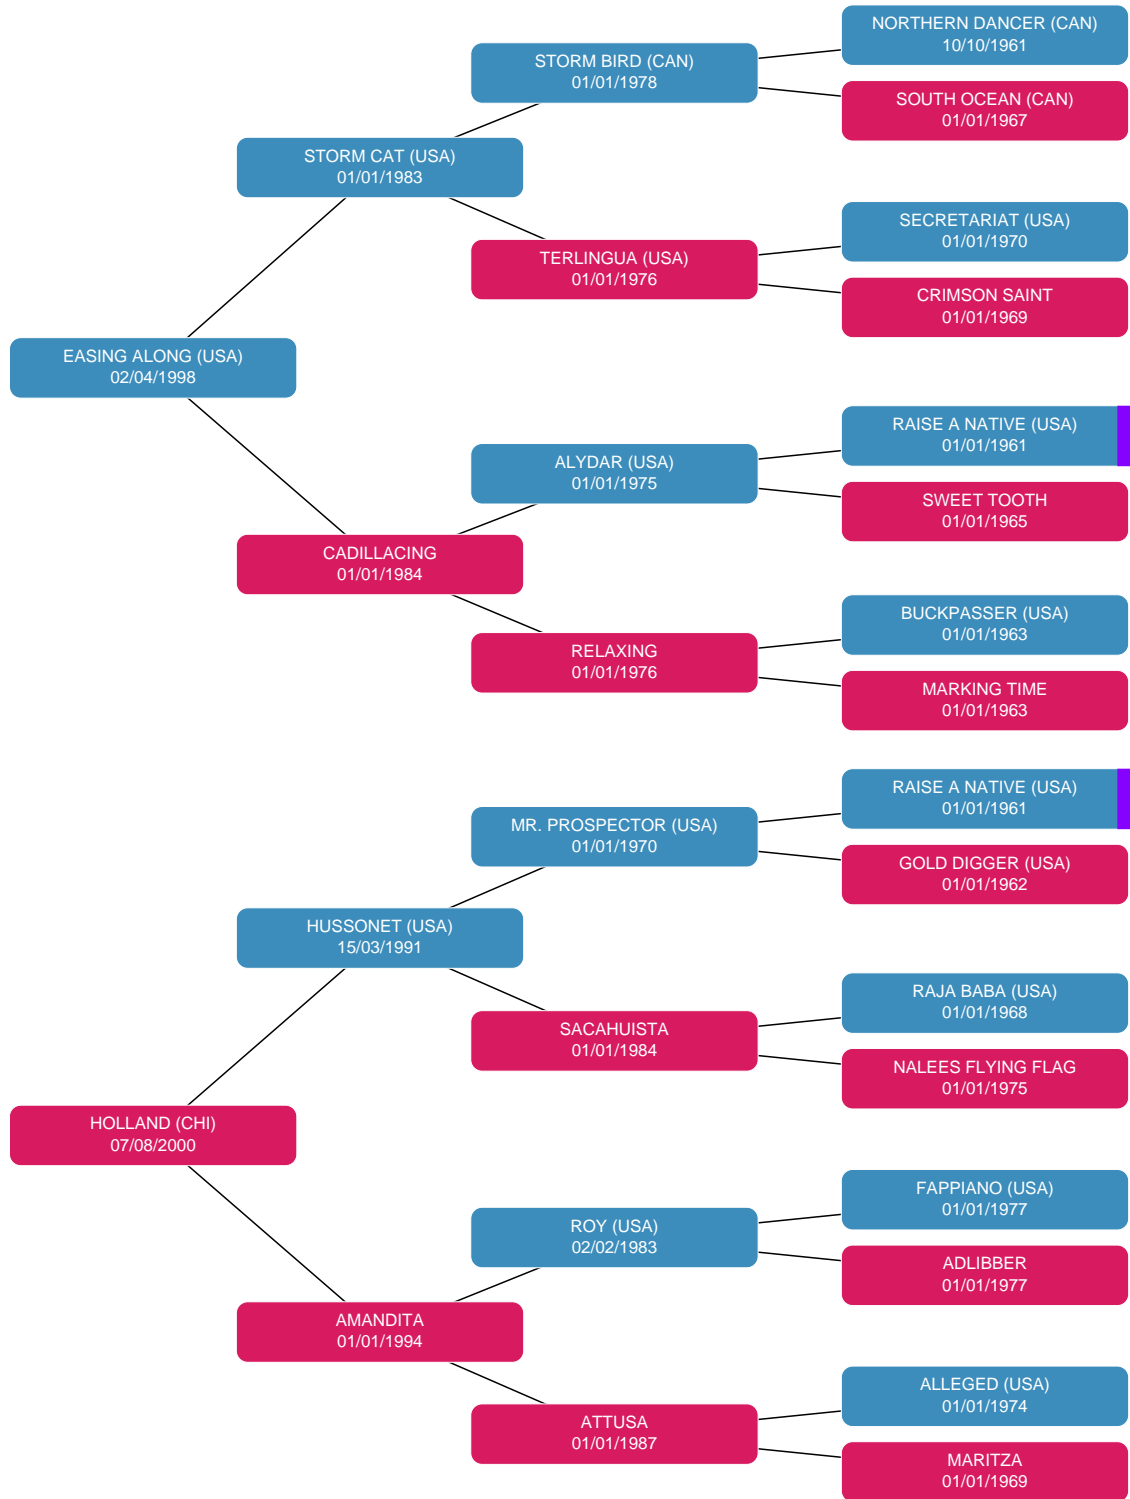 NORTHERN DANCER (CAN)
10/10/1961
STORM BIRD (CAN)
01/01/1978
SOUTH OCEAN (CAN)
01/01/1967
STORM CAT (USA)
01/01/1983
SECRETARIAT (USA)
01/01/1970
TERLINGUA (USA)
01/01/1976
CRIMSON SAINT
01/01/1969
EASING ALONG (USA)
02/04/1998
RAISE A NATIVE (USA)
01/01/1961
ALYDAR (USA)
01/01/1975
SWEET TOOTH
01/01/1965
CADILLACING
01/01/1984
BUCKPASSER (USA)
01/01/1963
RELAXING
01/01/1976
MARKING TIME
01/01/1963
RAISE A NATIVE (USA)
01/01/1961
MR. PROSPECTOR (USA)
01/01/1970
GOLD DIGGER (USA)
01/01/1962
HUSSONET (USA)
15/03/1991
RAJA BABA (USA)
01/01/1968
SACAHUISTA
01/01/1984
NALEES FLYING FLAG
01/01/1975
HOLLAND (CHI)
07/08/2000
FAPPIANO (USA)
01/01/1977
ROY (USA)
02/02/1983
ADLIBBER
01/01/1977
AMANDITA
01/01/1994
ALLEGED (USA)
01/01/1974
ATTUSA
01/01/1987
MARITZA
01/01/1969